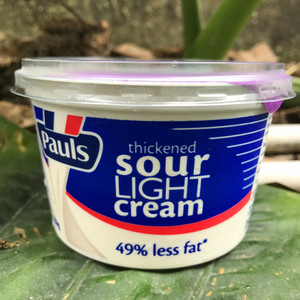 Pauls
thickened
sour
LIGHT
cream
49% less fat*